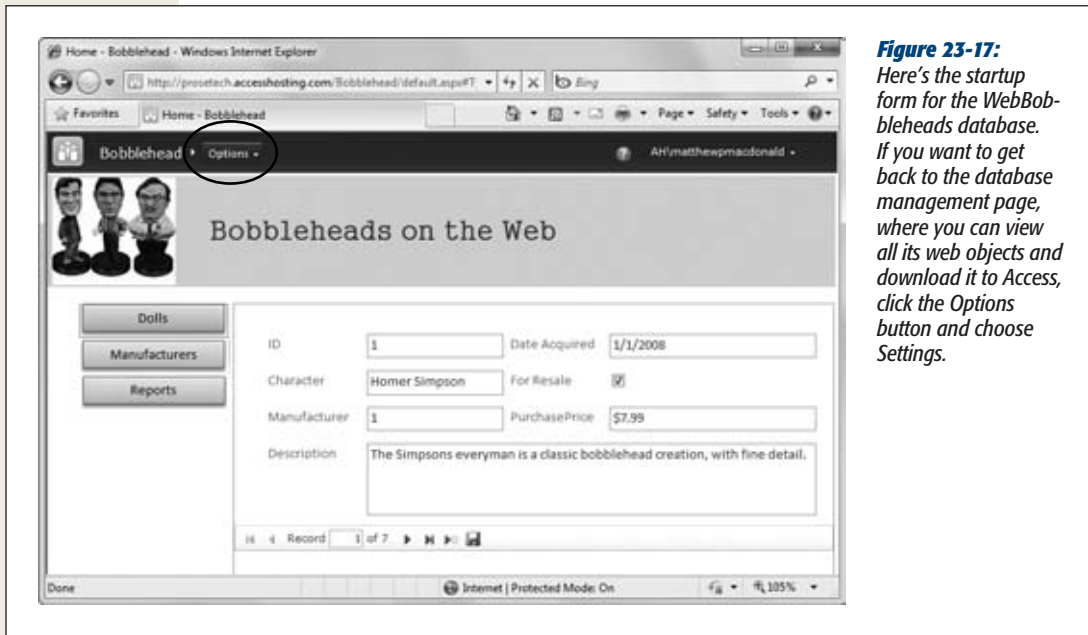 Home - Bobblehead - Windows Internet Explorer
http://prosetech.accesshosting.com/Bobblehead/default.aspx#T
Bing
Favorites
Home - Bobblehead
Page
Safety
Tools
Bobblehead
Options
AH\matthewpmacdonald
Bobbleheads on the Web
Dolls
Manufacturers
Reports
ID
1
Date Acquired
1/1/2008
Character
Homer Simpson
For Resale
Manufacturer
1
PurchasePrice
$7.99
Description
The Simpsons everyman is a classic bobblehead creation, with fine detail.
Record 1 of 7
Done
Internet | Protected Mode: On
105%
Figure 23-17:
Here's the startup
form for the WebBob-
bleheads database.
If you want to get
back to the database
management page,
where you can view
all its web objects and
download it to Access,
click the Options
button and choose
Settings.